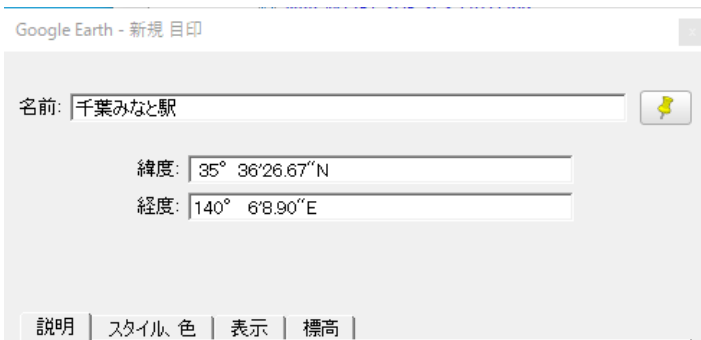 Google Earth - 新規 目印
名前: 千葉みなと駅
緯度: 35° 36'26.67"N
経度: 140° 6'8.90"E
説明 スタイル、色 表示 標高